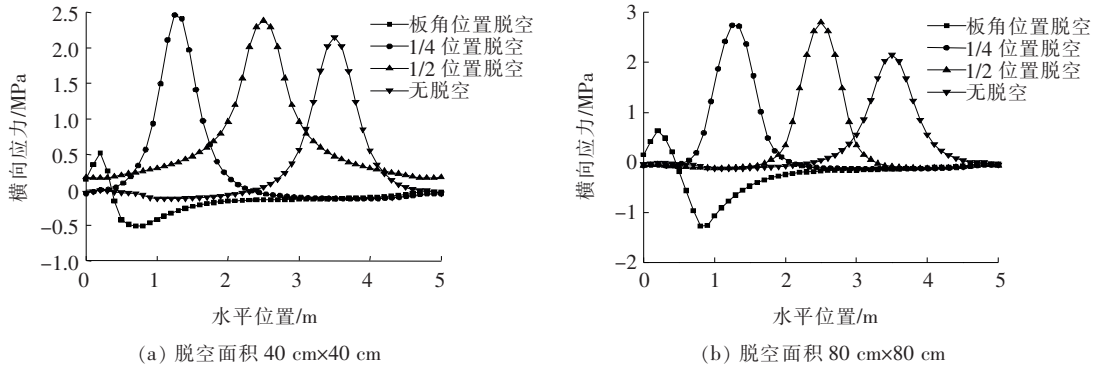 2.5
2.0
1.5
1.0
0.5
0
−0.5
−1.0
横向应力/MPa
板角位置脱空
1/4 位置脱空
1/2 位置脱空
无脱空
0 1 2 3 4 5
水平位置/m
(a) 脱空面积 40 cm×40 cm
3
2
1
0
−1
−2
横向应力/MPa
板角位置脱空
1/4 位置脱空
1/2 位置脱空
无脱空
0 1 2 3 4 5
水平位置/m
(b) 脱空面积 80 cm×80 cm